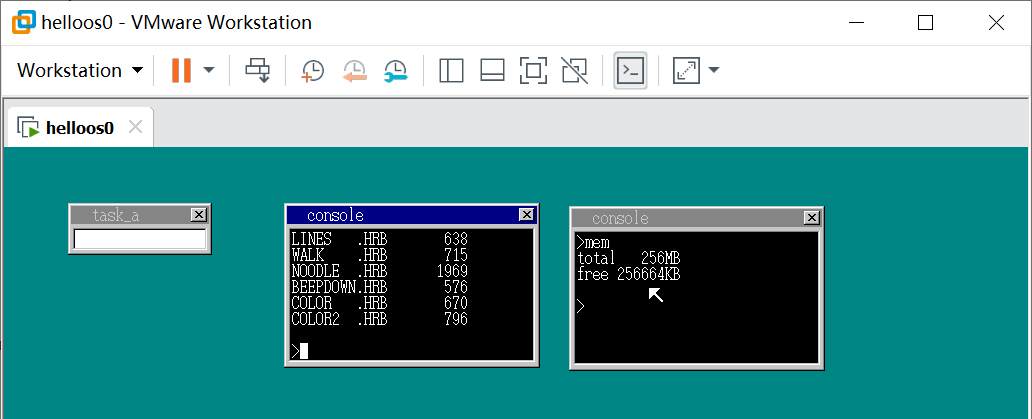 helloos0 - VMware Workstation
Workstation
helloos0
task_a
console
LINES .HRB 638
WALK .HRB 715
NOODLE .HRB 1969
BEEPDOWN.HRB 576
COLOR .HRB 670
COLOR2 .HRB 796
>
console
>mem
total 256MB
free 256664KB
>